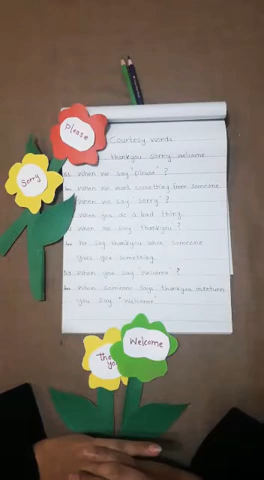 Please
Sorry
Courtesy words
thankyou sorry welcome
When we say please"?
When we want something from someone.
When we say sorry?
When you do a bad thing.
When we say thankyou?
We say thankyou when someone
gives you something.
When you say welcome"?
When someone says thankyou in return
you say "Welcome"
Welcome